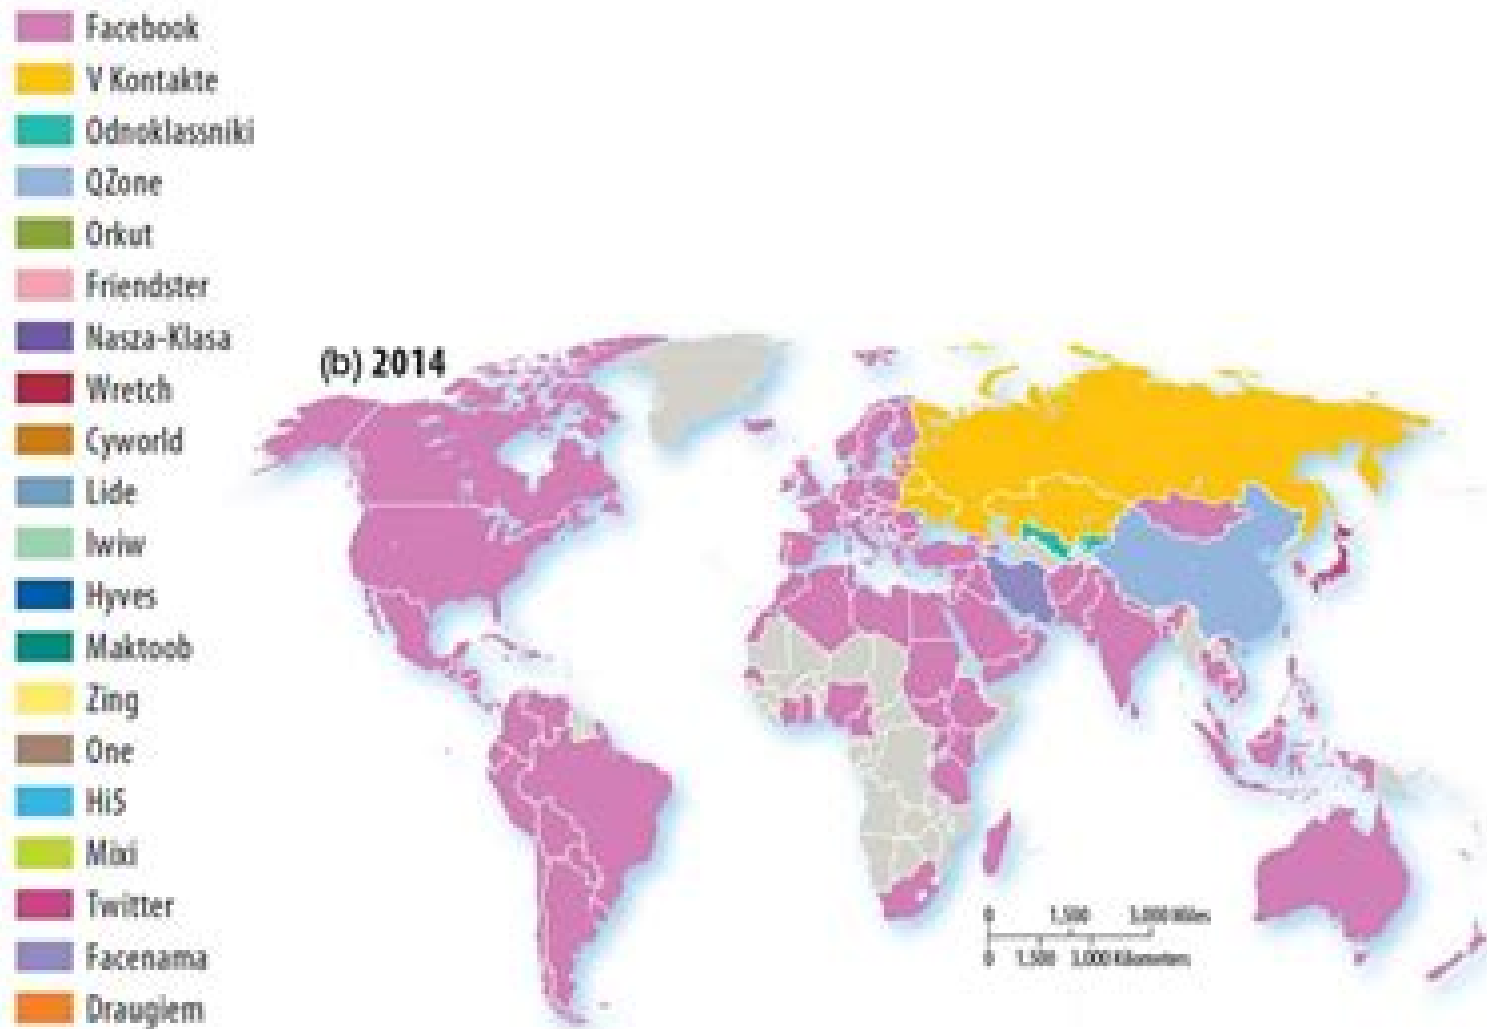 Facebook
V Kontakte
Odnoklassniki
QZone
Orkut
Friendster
Nasza-Klasa
Wretch
Cyworld
Lide
Iwiw
Hyves
Maktoob
Zing
One
Hi5
Mixi
Twitter
Facenama
Draugiem
(b) 2014
0 1,500 3,000 Miles
0 1,500 3,000 Kilometers